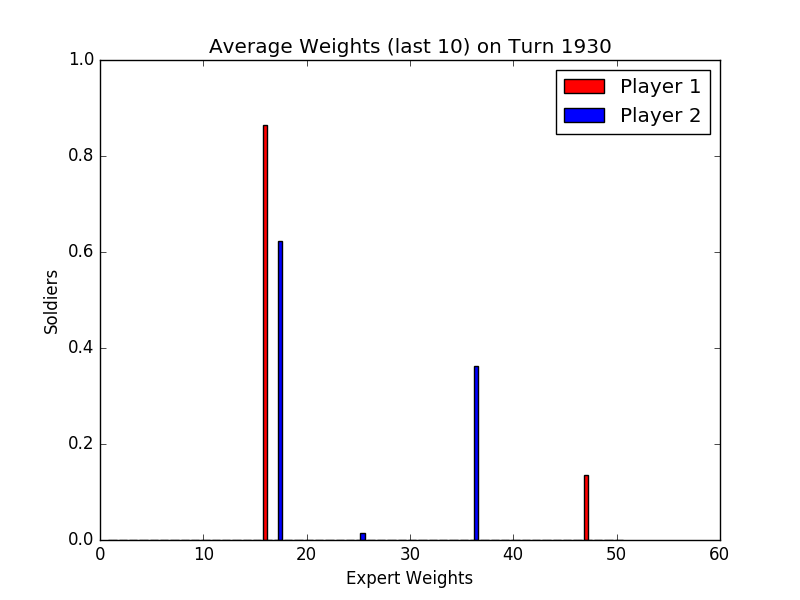 Average Weights (last 10) on Turn 1930
1.0
0.8
0.6
0.4
0.2
0.0
Soldiers
0 10 20 30 40 50 60
Expert Weights
Player 1
Player 2